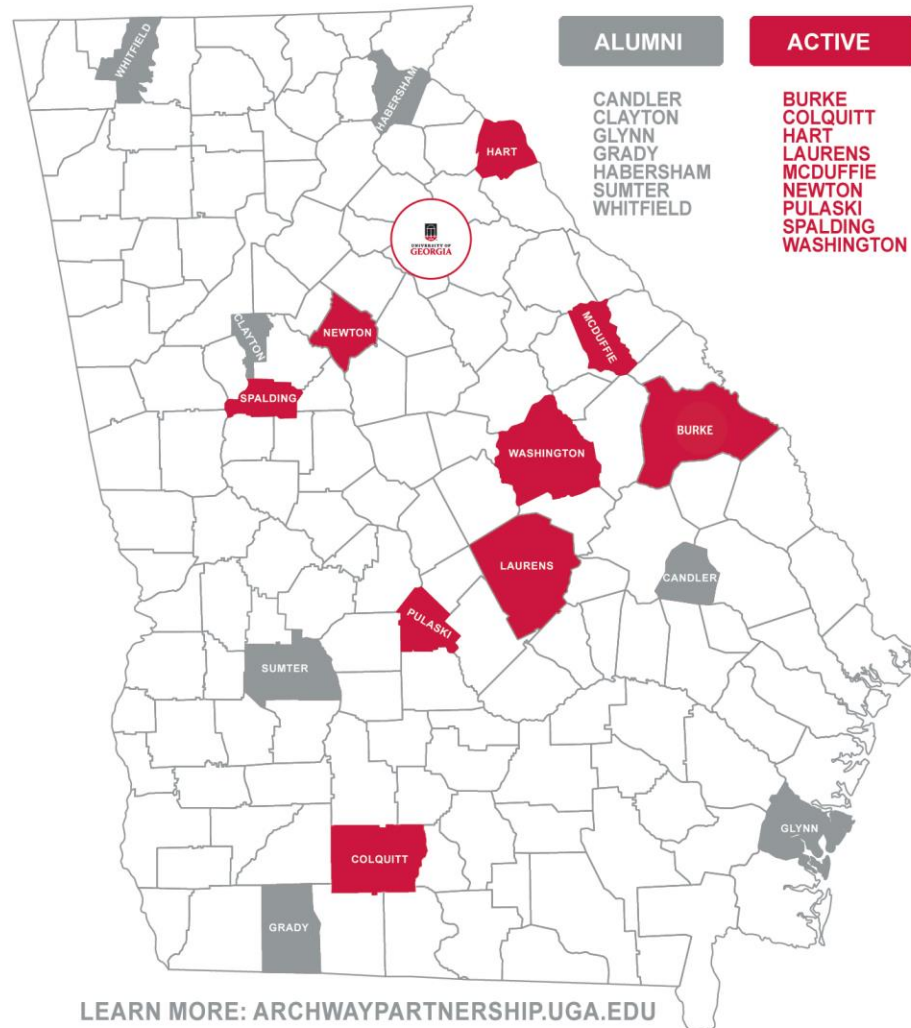 ALUMNI
ACTIVE
CANDLER
CLAYTON
GLYNN
GRADY
HABERSHAM
SUMTER
WHITFIELD
BURKE
COLQUITT
HART
LAURENS
MCDUFFIE
NEWTON
PULASKI
SPALDING
WASHINGTON
WHITFIELD
HABERSHAM
HART
UNIVERSITY OF
GEORGIA
CLAYTON
NEWTON
MCDUFFIE
SPALDING
BURKE
WASHINGTON
LAURENS
CANDLER
PULASKI
SUMTER
GLYNN
COLQUITT
GRADY
LEARN MORE: ARCHWAYPARTNERSHIP.UGA.EDU